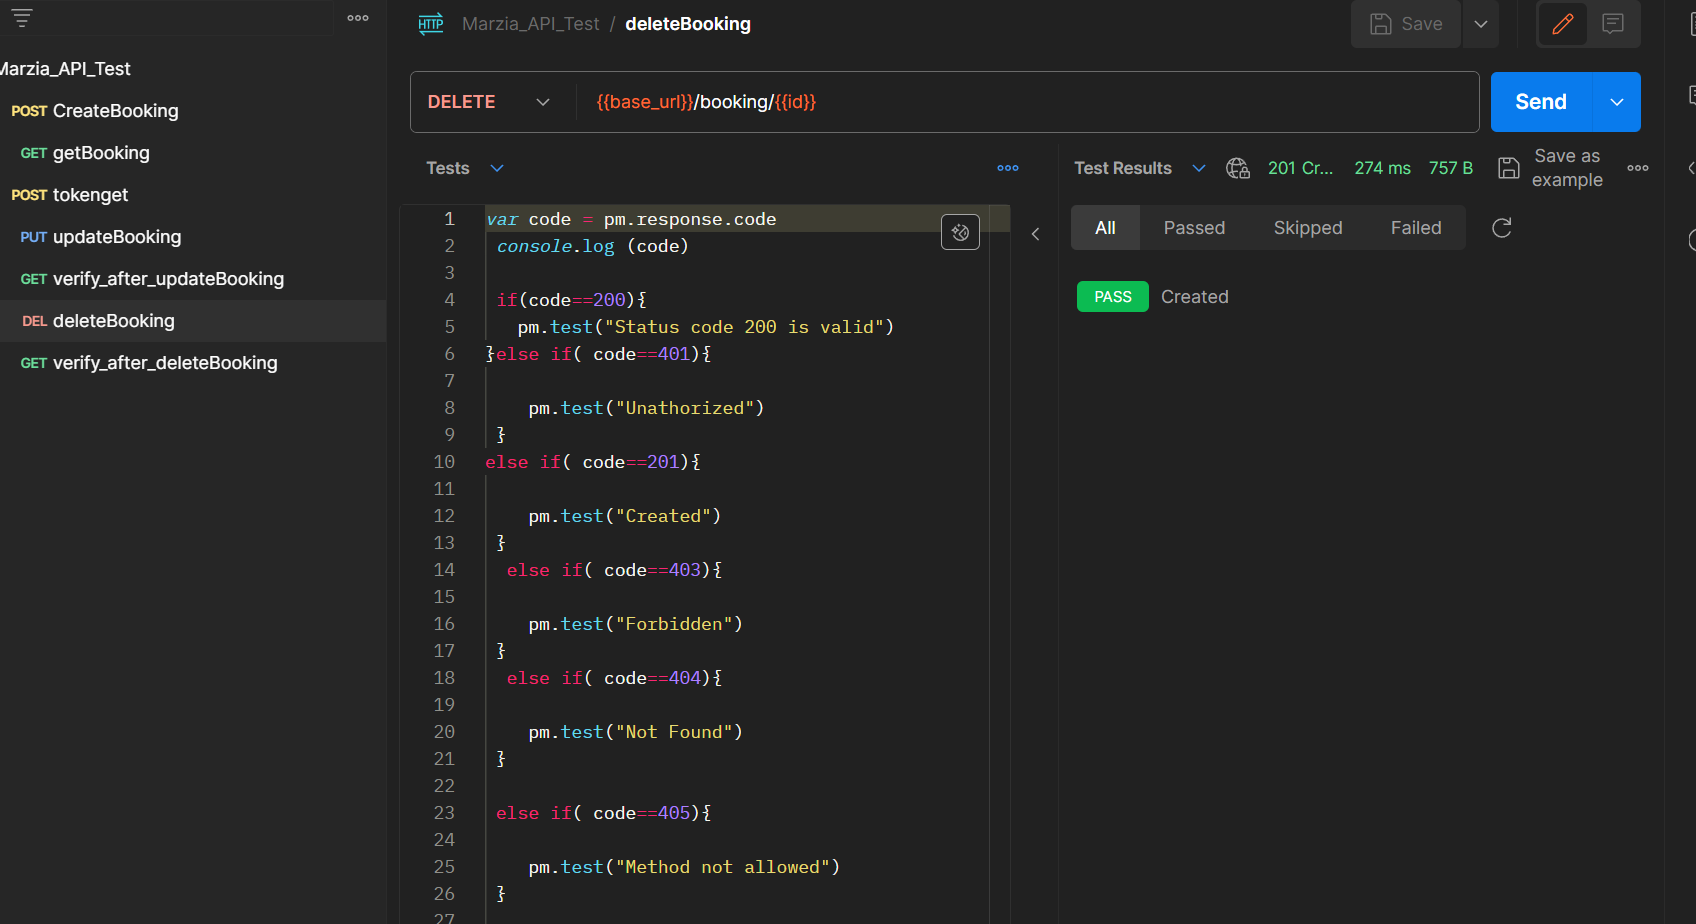 Marzia_API_Test
POST CreateBooking
GET getBooking
POST tokenget
PUT updateBooking
GET verify_after_updateBooking
DEL deleteBooking
GET verify_after_deleteBooking
HTTP Marzia_API_Test / deleteBooking
Save
DELETE {{base_url}}/booking/{{id}}
Send
Tests
1 var code = pm.response.code
2 console.log (code)
3
4 if(code==200){
5 pm.test("Status code 200 is valid")
6 }else if( code==401){
7
8 pm.test("Unathorized")
9 }
10 else if( code==201){
11
12 pm.test("Created")
13 }
14 else if( code==403){
15
16 pm.test("Forbidden")
17 }
18 else if( code==404){
19
20 pm.test("Not Found")
21 }
22
23 else if( code==405){
24
25 pm.test("Method not allowed")
26 }
27
Test Results 201 Cr... 274 ms 757 B Save as
example
All Passed Skipped Failed
PASS Created